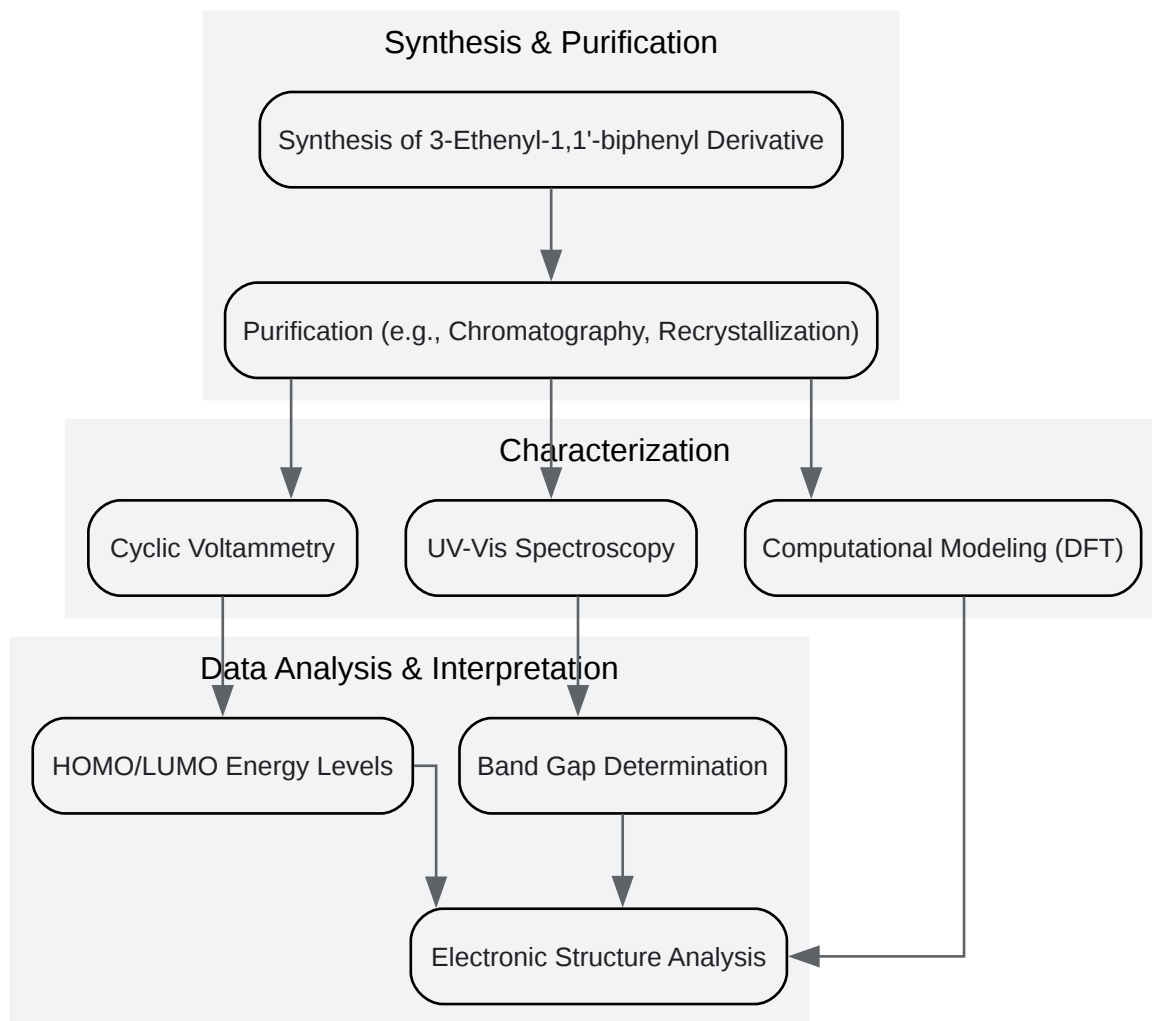 Synthesis & Purification
Synthesis of 3-Ethenyl-1,1'-biphenyl Derivative
Purification (e.g., Chromatography, Recrystallization)
Characterization
Cyclic Voltammetry
UV-Vis Spectroscopy
Computational Modeling (DFT)
Data Analysis & Interpretation
HOMO/LUMO Energy Levels
Band Gap Determination
Electronic Structure Analysis